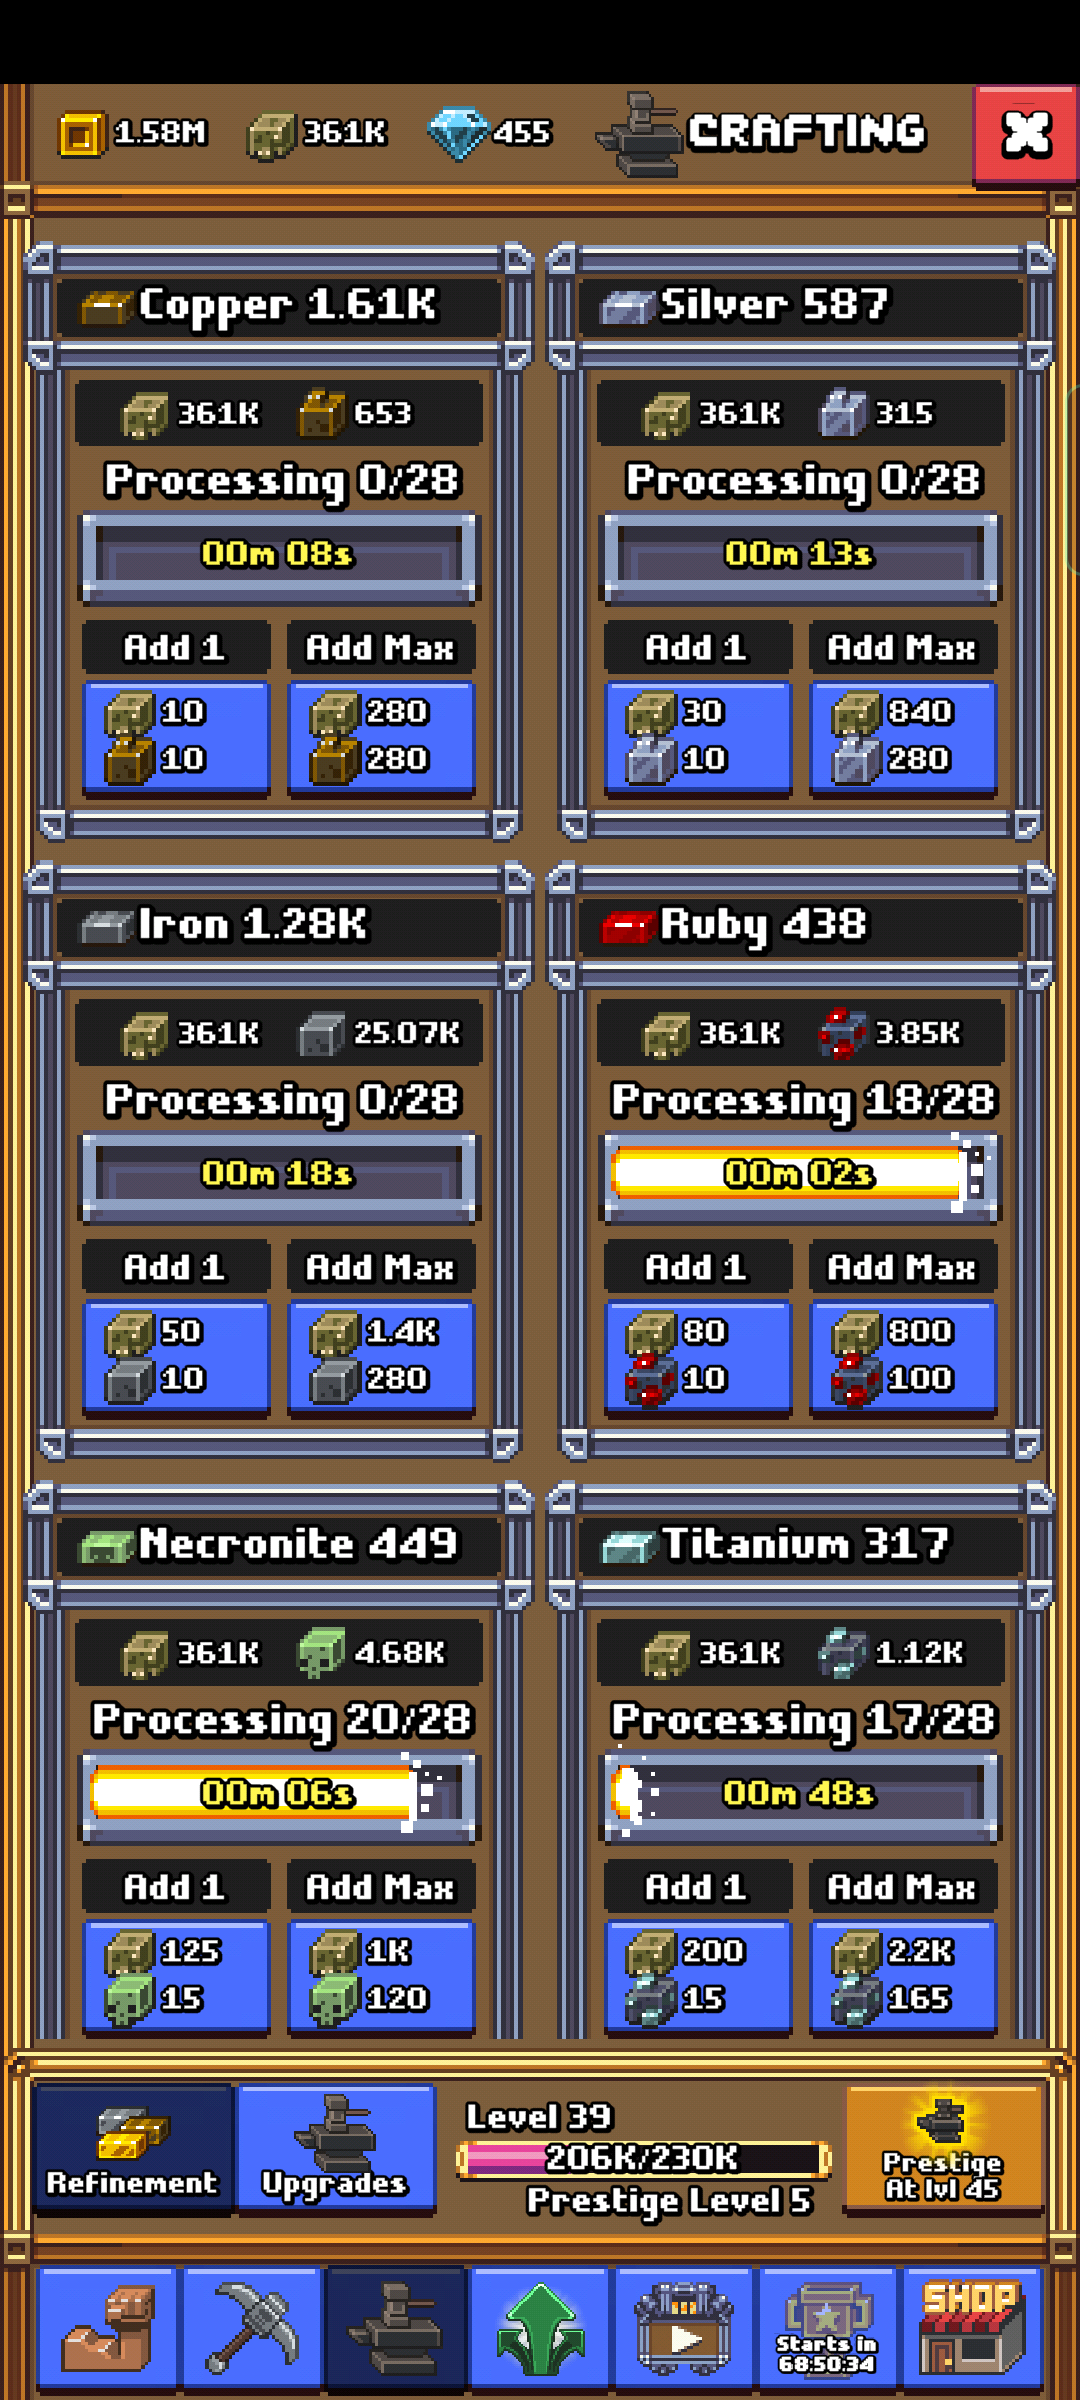 1.58M 361K 455 CRAFTING
Copper 1.61K
361K 653
Processing 0/28
00m 08s
Add 1 Add Max
10 280
10 280
Silver 587
361K 315
Processing 0/28
00m 13s
Add 1 Add Max
30 840
10 280
Iron 1.28K
361K 25.07K
Processing 0/28
00m 18s
Add 1 Add Max
50 1.4K
10 280
Ruby 438
361K 3.85K
Processing 18/28
00m 02s
Add 1 Add Max
80 800
10 100
Necronite 449
361K 4.68K
Processing 20/28
00m 06s
Add 1 Add Max
125 1K
15 120
Titanium 317
361K 1.12K
Processing 17/28
00m 48s
Add 1 Add Max
200 2.2K
15 165
Refinement
Upgrades
Level 39
206K/230K
Prestige Level 5
Prestige
At lvl 45
Starts in
68:50:34
SHOP